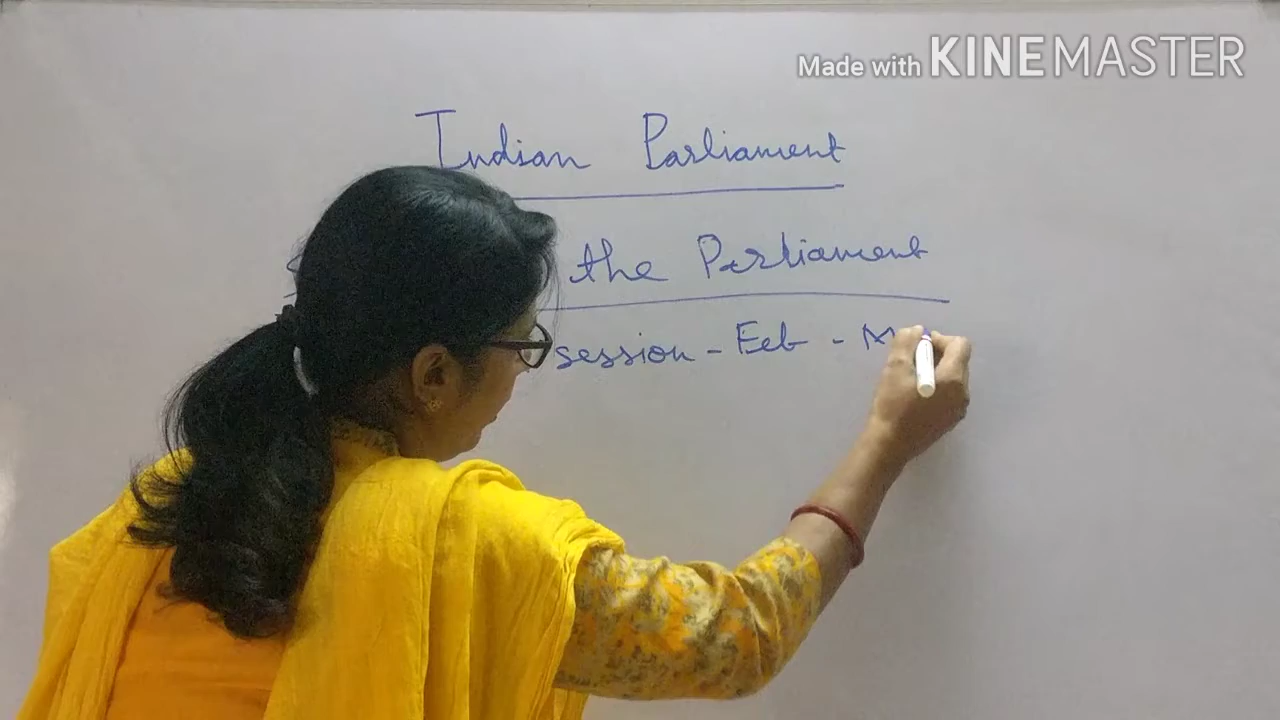 Made with KINEMASTER
Indian Parliament
the Parliament
session - Feb - M